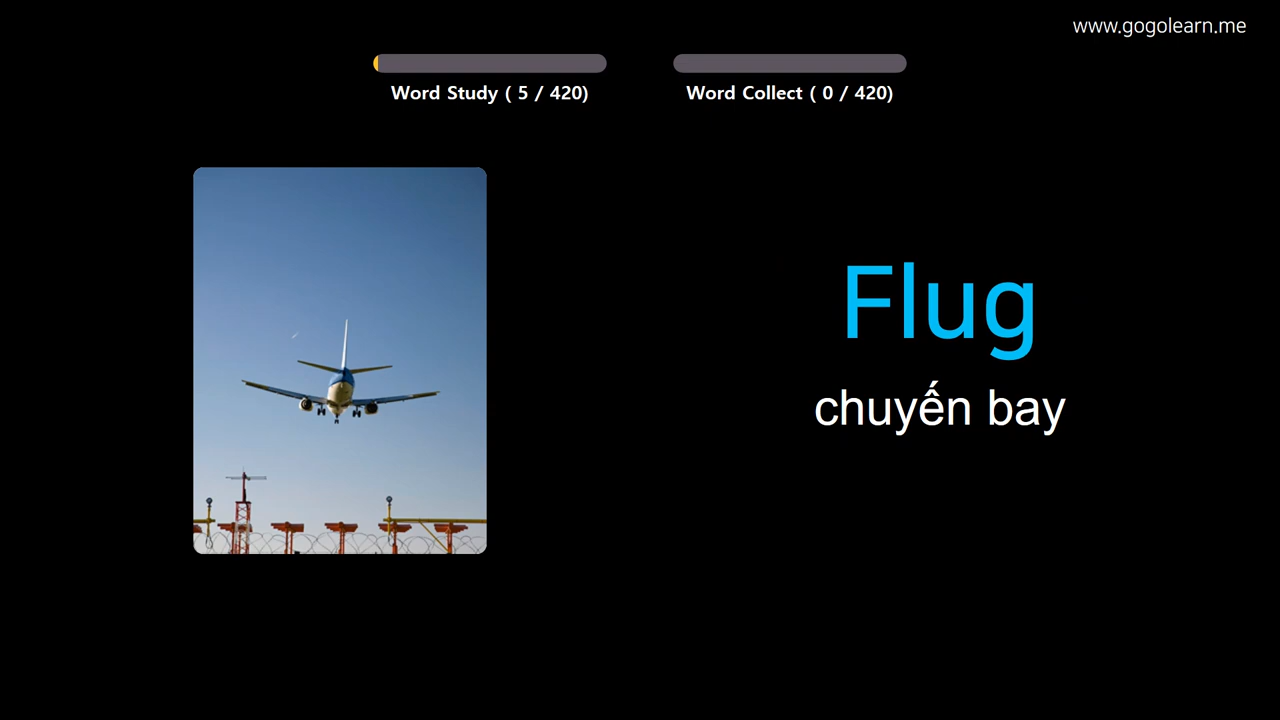 www.gogolearn.me
Word Study ( 5 / 420)
Word Collect ( 0 / 420)
Flug
chuyến bay